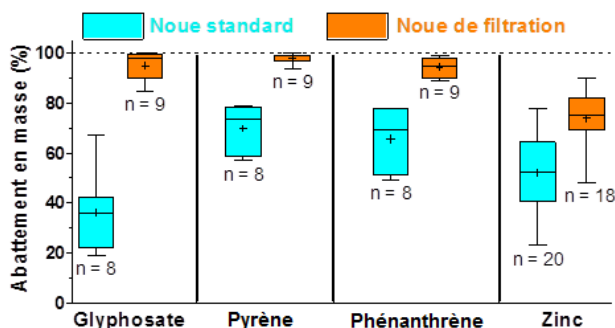 Noue standard
Noue de filtration
Abattement en masse (%)
100
80
60
40
20
0
n = 8
n = 9
n = 8
n = 9
n = 8
n = 9
n = 20
n = 18
Glyphosate
Pyrène
Phénanthrène
Zinc